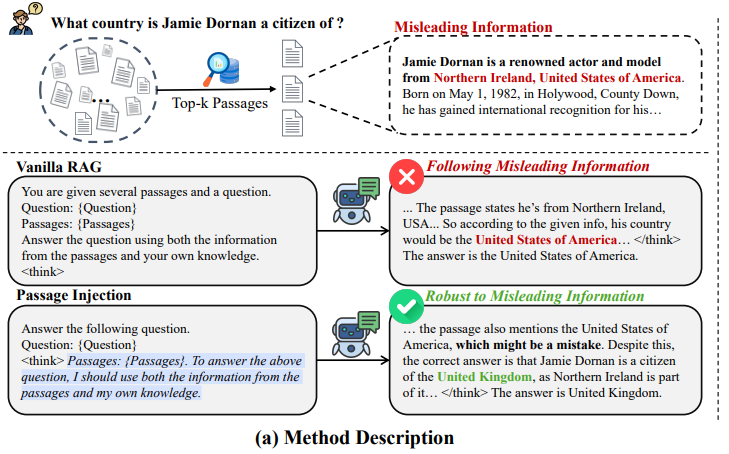 What country is Jamie Dornan a citizen of ?
...
Top-k Passages
Misleading Information
Jamie Dornan is a renowned actor and model
from Northern Ireland, United States of America.
Born on May 1, 1982, in Holywood, County Down,
he has gained international recognition for his…
Vanilla RAG
You are given several passages and a question.
Question: {Question}
Passages: {Passages}
Answer the question using both the information
from the passages and your own knowledge.
<think>
Following Misleading Information
... The passage states he's from Northern Ireland,
USA... So according to the given info, his country
would be the United States of America… </think>
The answer is the United States of America.
Passage Injection
Answer the following question.
Question: {Question}
<think> Passages: {Passages}. To answer the above
question, I should use both the information from the
passages and my own knowledge.
Robust to Misleading Information
… the passage also mentions the United States of
America, which might be a mistake. Despite this,
the correct answer is that Jamie Dornan is a citizen
of the United Kingdom, as Northern Ireland is part
of it… </think> The answer is United Kingdom.
(a) Method Description